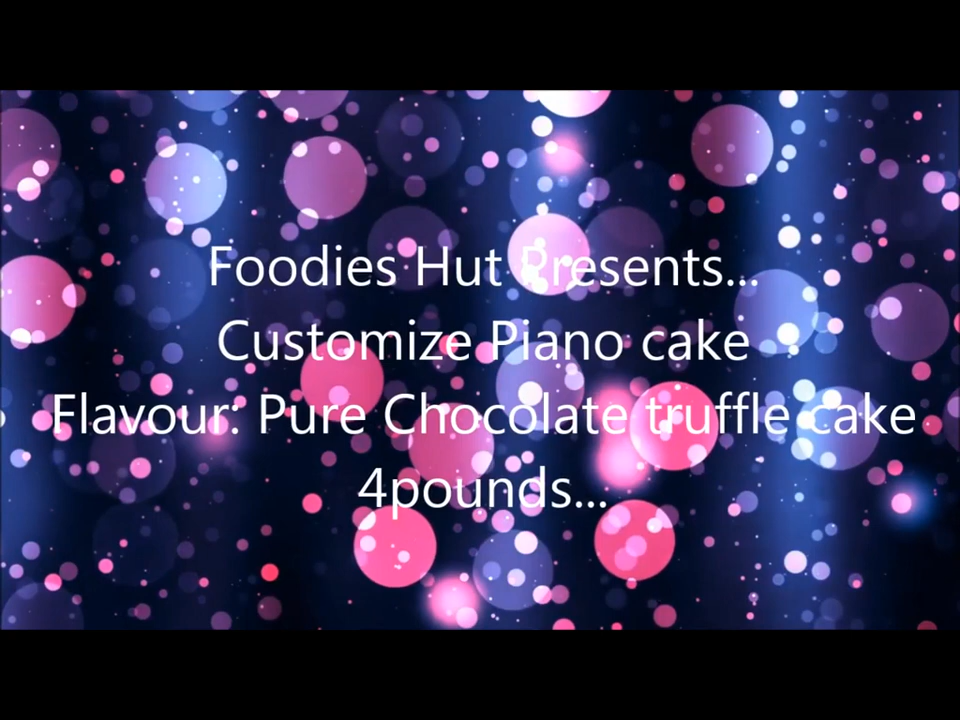 Foodies Hut Presents...
Customize Piano cake
Flavour: Pure Chocolate truffle cake
4pounds...